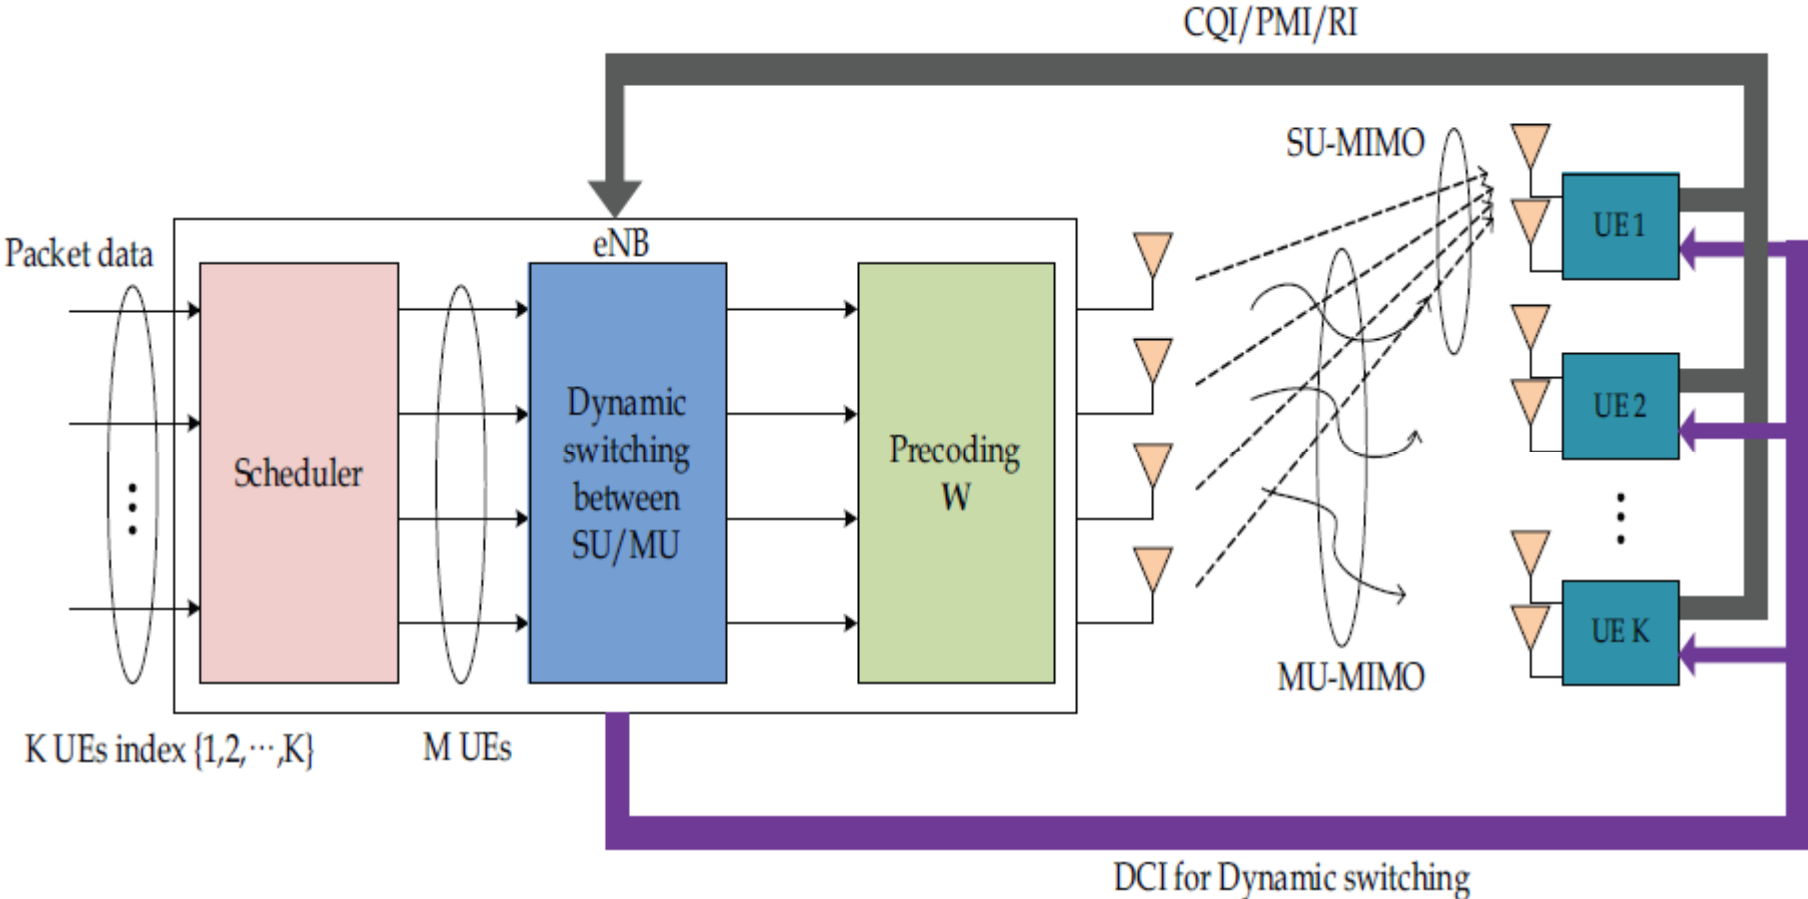 CQI/PMI/RI
SU-MIMO
eNB
Packet data
UE 1
UE 2
UE K
Scheduler
Dynamic
switching
between
SU/MU
Precoding
W
MU-MIMO
K UEs index {1,2,⋯,K}
M UEs
DCI for Dynamic switching